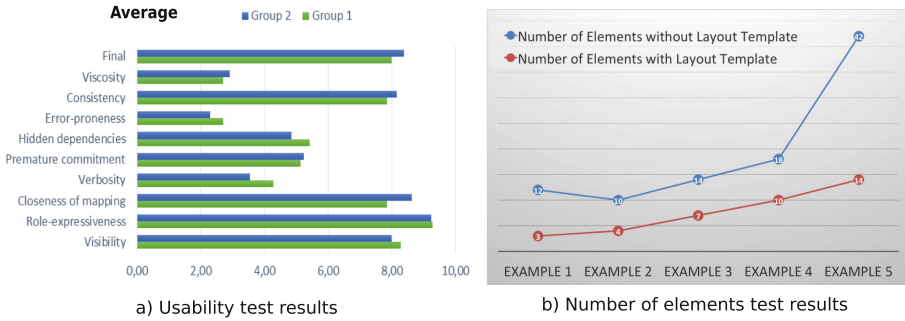 Average
Group 2 Group 1
Final
Viscosity
Consistency
Error-proneness
Hidden dependencies
Premature commitment
Verbosity
Closeness of mapping
Role-expressiveness
Visibility
0,00 2,00 4,00 6,00 8,00 10,00
a) Usability test results
Number of Elements without Layout Template
Number of Elements with Layout Template
42
12 10 14 18
3 4 7 10 14
EXAMPLE 1 EXAMPLE 2 EXAMPLE 3 EXAMPLE 4 EXAMPLE 5
b) Number of elements test results